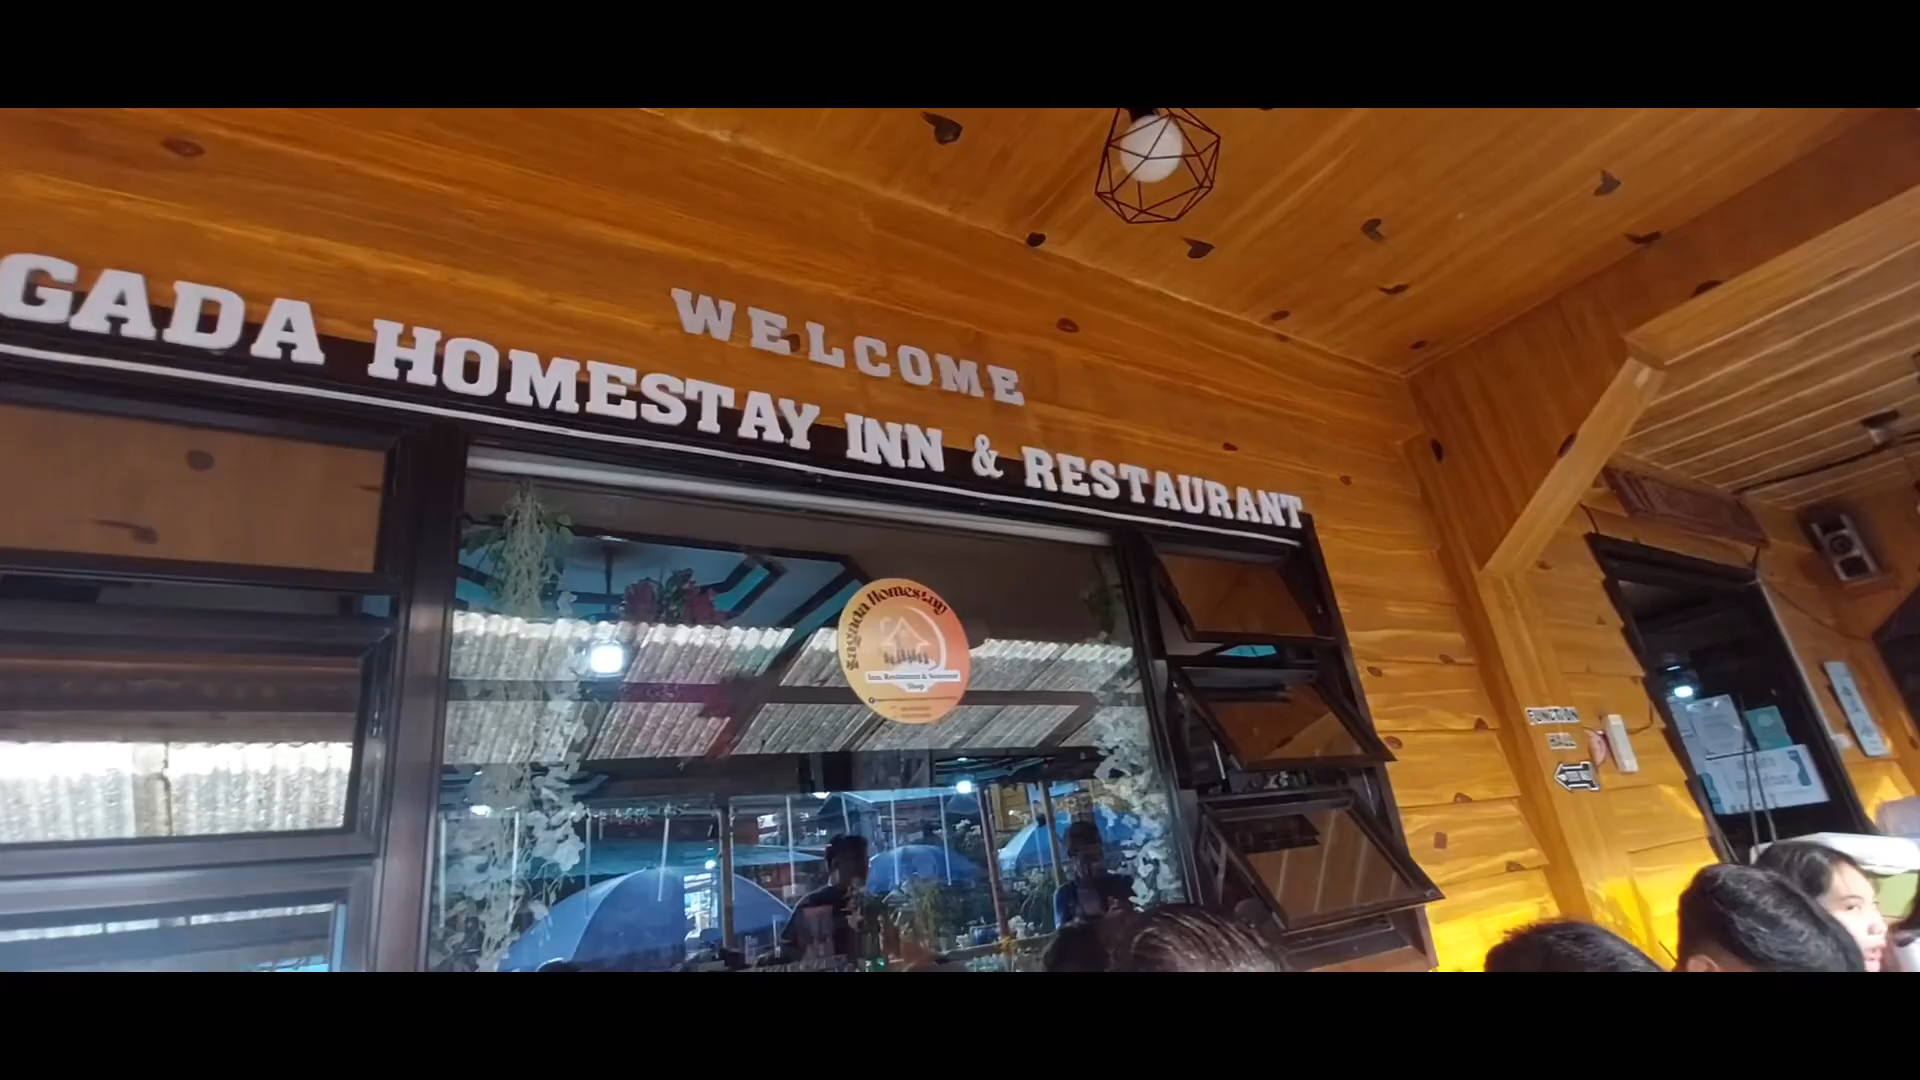 WELCOME
GADA HOMESTAY INN & RESTAURANT
Sagada Homestay
Inn, Restaurant & Souvenir
Shop
FUNCTION
HALL